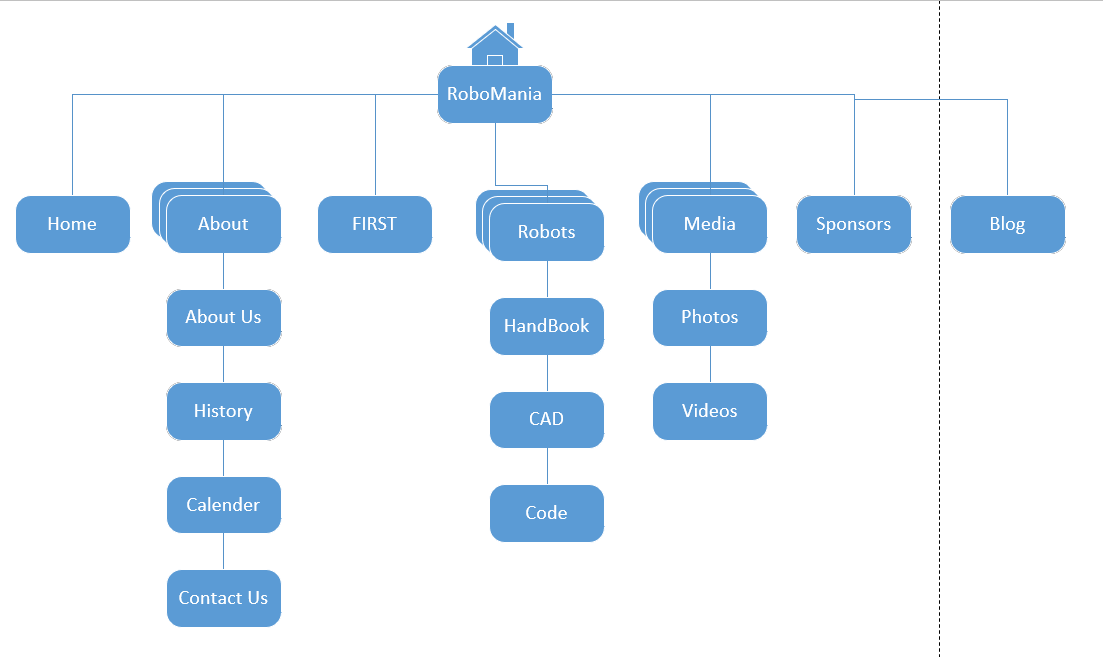 RoboMania
Home
About
FIRST
Robots
Media
Sponsors
Blog
About Us
History
Calender
Contact Us
HandBook
CAD
Code
Photos
Videos